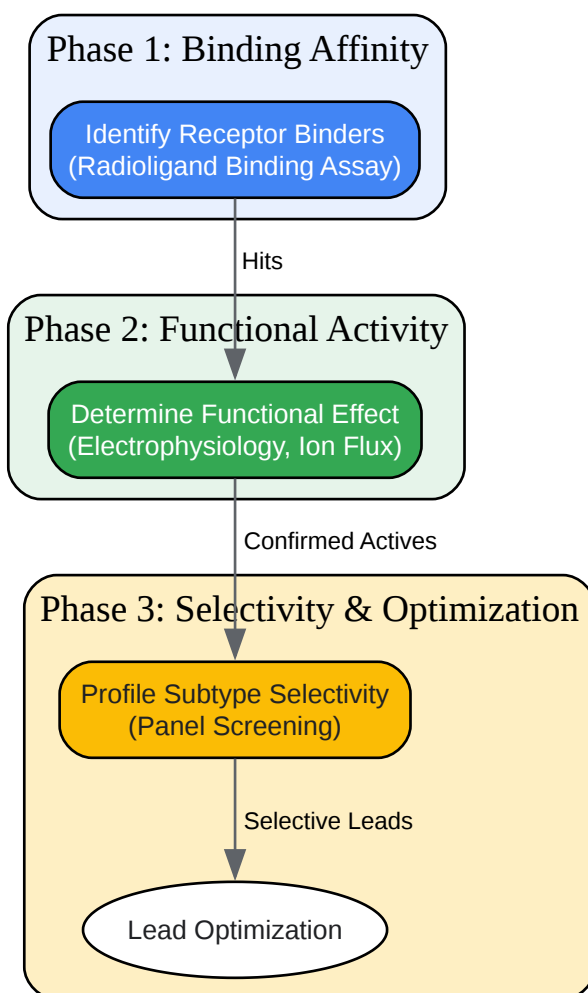 Phase 1: Binding Affinity
Identify Receptor Binders
(Radioligand Binding Assay)
Hits
Phase 2: Functional Activity
Determine Functional Effect
(Electrophysiology, Ion Flux)
Confirmed Actives
Phase 3: Selectivity & Optimization
Profile Subtype Selectivity
(Panel Screening)
Selective Leads
Lead Optimization